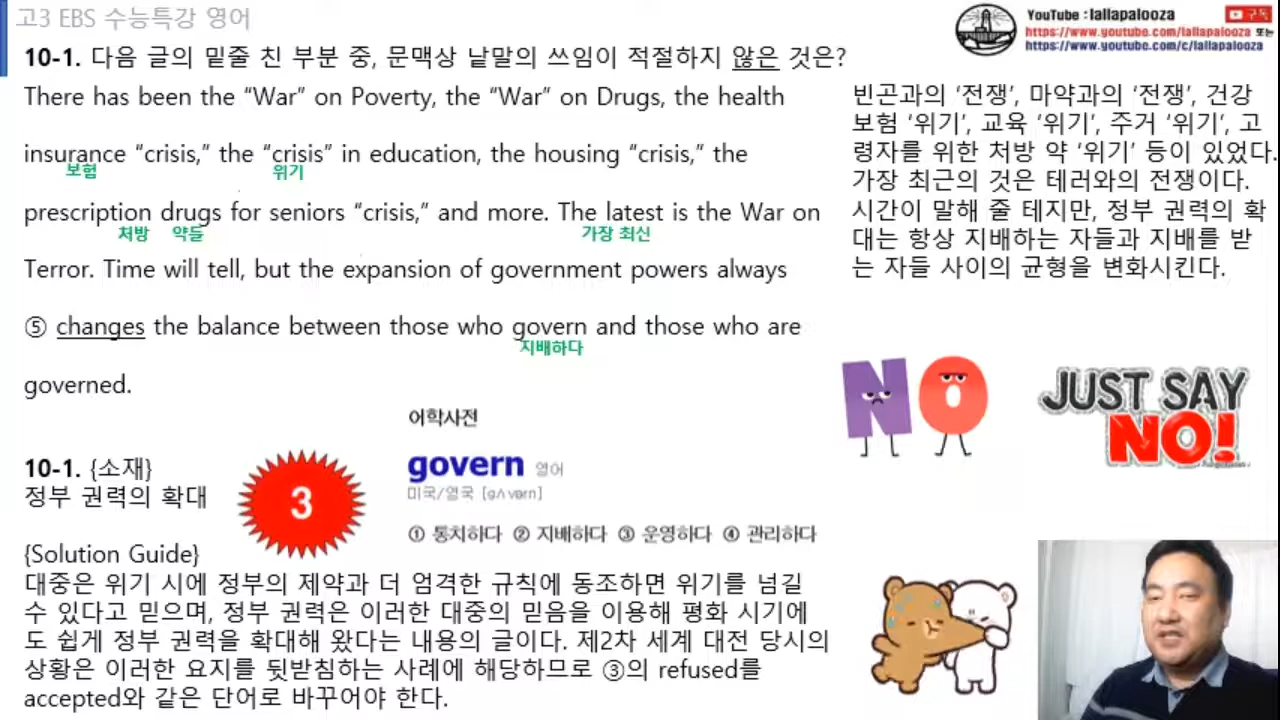 고3 EBS 수능특강 영어
YouTube : lallapalooza
구독
https://www.youtube.com/lallapalooza 또는
https://www.youtube.com/c/lallapalooza
10-1. 다음 글의 밑줄 친 부분 중, 문맥상 낱말의 쓰임이 적절하지 않은 것은?
There has been the “War” on Poverty, the “War” on Drugs, the health
insurance “crisis,” the “crisis” in education, the housing “crisis,” the
보험 위기
prescription drugs for seniors “crisis,” and more. The latest is the War on
처방 약들 가장 최신
Terror. Time will tell, but the expansion of government powers always
⑤ changes the balance between those who govern and those who are
지배하다
governed.
빈곤과의 ‘전쟁’, 마약과의 ‘전쟁’, 건강
보험 ‘위기’, 교육 ‘위기’, 주거 ‘위기’, 고
령자를 위한 처방 약 ‘위기’ 등이 있었다.
가장 최근의 것은 테러와의 전쟁이다.
시간이 말해 줄 테지만, 정부 권력의 확
대는 항상 지배하는 자들과 지배를 받
는 자들 사이의 균형을 변화시킨다.
NO
JUST SAY
NO!
어학사전
govern 영어
미국/영국 [gʌvərn]
① 통치하다 ② 지배하다 ③ 운영하다 ④ 관리하다
10-1. {소재}
정부 권력의 확대
3
{Solution Guide}
대중은 위기 시에 정부의 제약과 더 엄격한 규칙에 동조하면 위기를 넘길
수 있다고 믿으며, 정부 권력은 이러한 대중의 믿음을 이용해 평화 시기에
도 쉽게 정부 권력을 확대해 왔다는 내용의 글이다. 제2차 세계 대전 당시의
상황은 이러한 요지를 뒷받침하는 사례에 해당하므로 ③의 refused를
accepted와 같은 단어로 바꾸어야 한다.